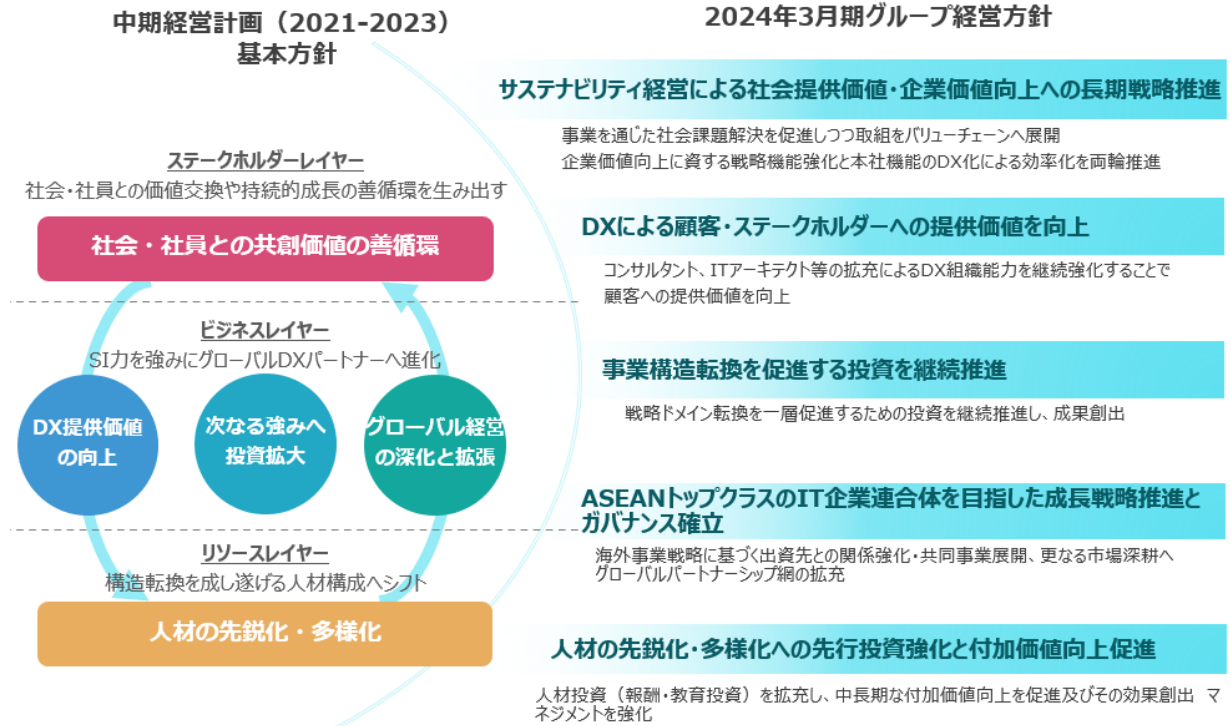 中期経営計画（2021-2023）
基本方針
ステークホルダーレイヤー
社会・社員との価値交換や持続的成長の善循環を生み出す
社会・社員との共創価値の善循環
ビジネスレイヤー
SI力を強みにグローバルDXパートナーへ進化
DX提供価値
の向上
次なる強みへ
投資拡大
グローバル経営
の深化と拡張
リソースレイヤー
構造転換を成し遂げる人材構成へシフト
人材の先鋭化・多様化
2024年3月期グループ経営方針
サステナビリティ経営による社会提供価値・企業価値向上への長期戦略推進
事業を通じた社会課題解決を促進しつつ取組をバリューチェーンへ展開
企業価値向上に資する戦略機能強化と本社機能のDX化による効率化を両輪推進
DXによる顧客・ステークホルダーへの提供価値を向上
コンサルタント、ITアーキテクト等の拡充によるDX組織能力を継続強化することで
顧客への提供価値を向上
事業構造転換を促進する投資を継続推進
戦略ドメイン転換を一層促進するための投資を継続推進し、成果創出
ASEANトップクラスのIT企業連合体を目指した成長戦略推進と
ガバナンス確立
海外事業戦略に基づく出資先との関係強化・共同事業展開、更なる市場深耕へ
グローバルパートナーシップ網の拡充
人材の先鋭化・多様化への先行投資強化と付加価値向上促進
人材投資（報酬・教育投資）を拡充し、中長期な付加価値向上を促進及びその効果創出 マ
ネジメントを強化